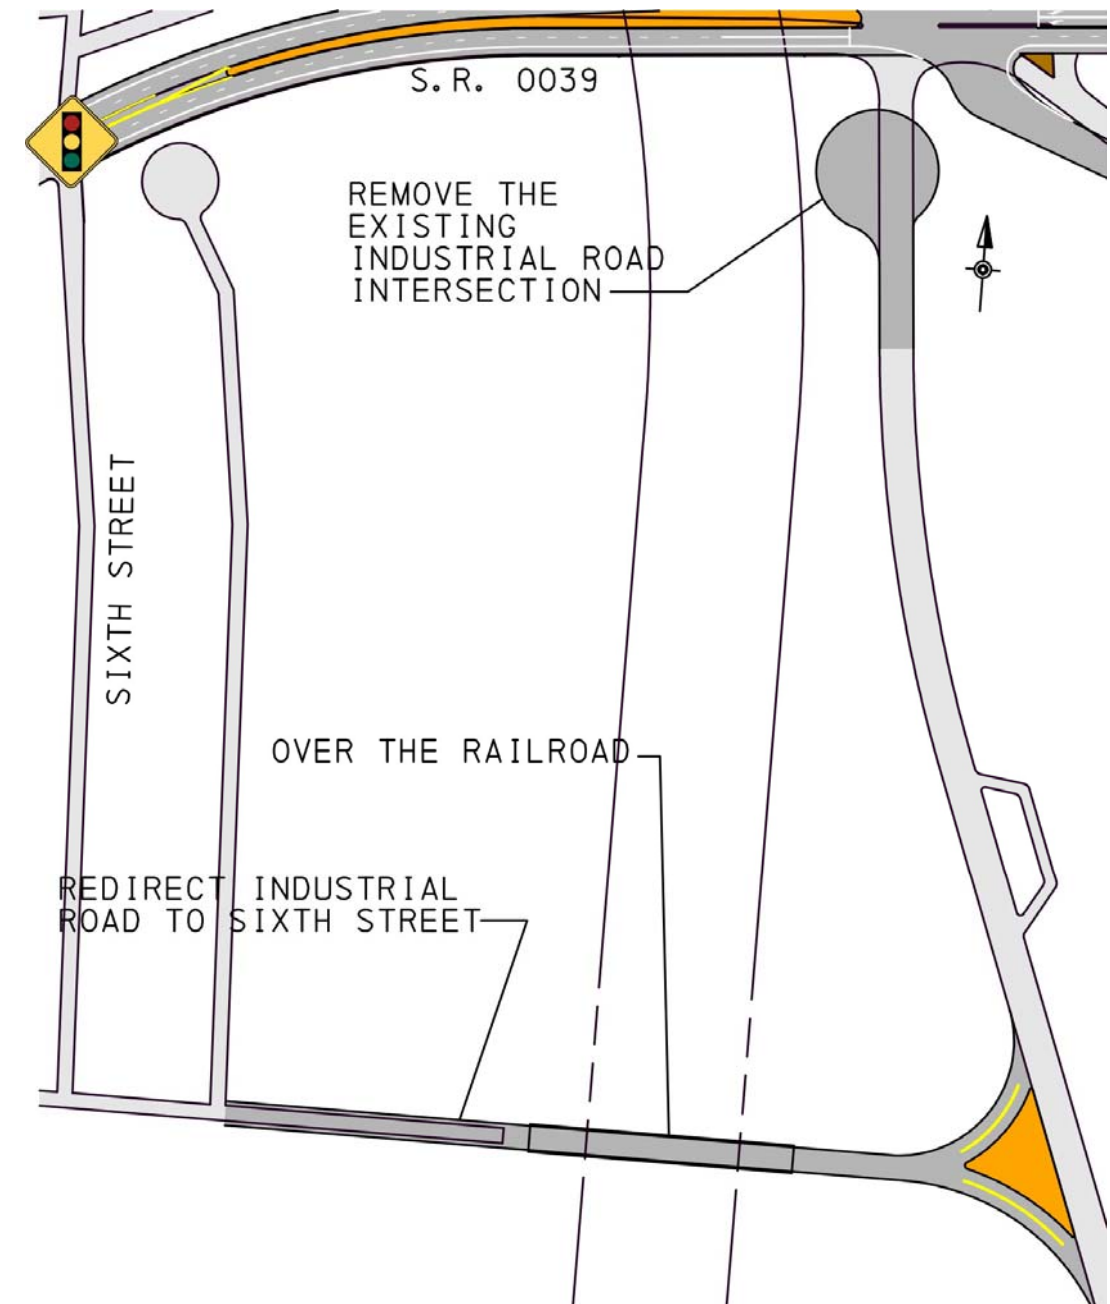 S.R. 0039
REMOVE THE
EXISTING
INDUSTRIAL ROAD
INTERSECTION
SIXTH STREET
OVER THE RAILROAD
REDIRECT INDUSTRIAL
ROAD TO SIXTH STREET